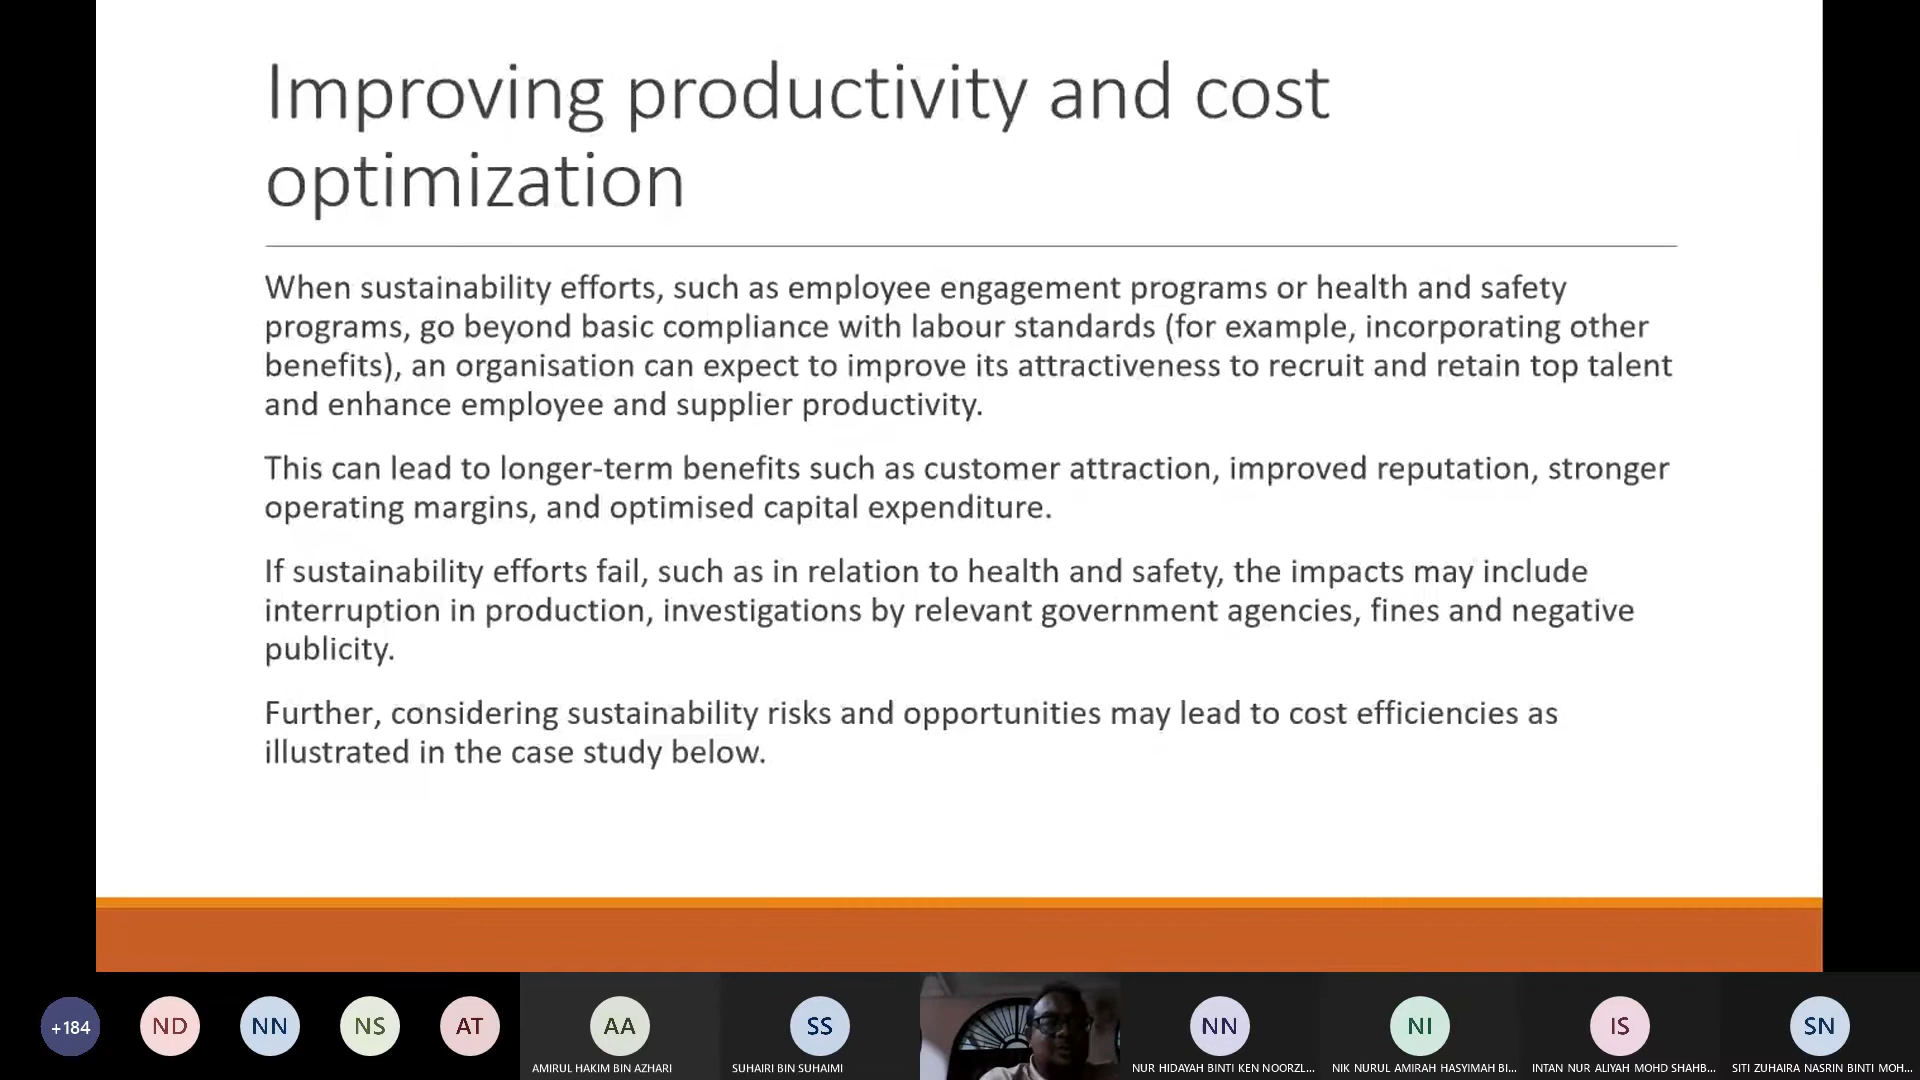 Improving productivity and cost
optimization
When sustainability efforts, such as employee engagement programs or health and safety
programs, go beyond basic compliance with labour standards (for example, incorporating other
benefits), an organisation can expect to improve its attractiveness to recruit and retain top talent
and enhance employee and supplier productivity.
This can lead to longer-term benefits such as customer attraction, improved reputation, stronger
operating margins, and optimised capital expenditure.
If sustainability efforts fail, such as in relation to health and safety, the impacts may include
interruption in production, investigations by relevant government agencies, fines and negative
publicity.
Further, considering sustainability risks and opportunities may lead to cost efficiencies as
illustrated in the case study below.
+184 ND NN NS AT AA SS NN NI IS SN
AMIRUL HAKIM BIN AZHARI SUHAIRI BIN SUHAIMI NUR HIDAYAH BINTI KEN NOORZL... NIK NURUL AMIRAH HASYIMAH BI... INTAN NUR ALIYAH MOHD SHAHB... SITI ZUHAIRA NASRIN BINTI MOH...